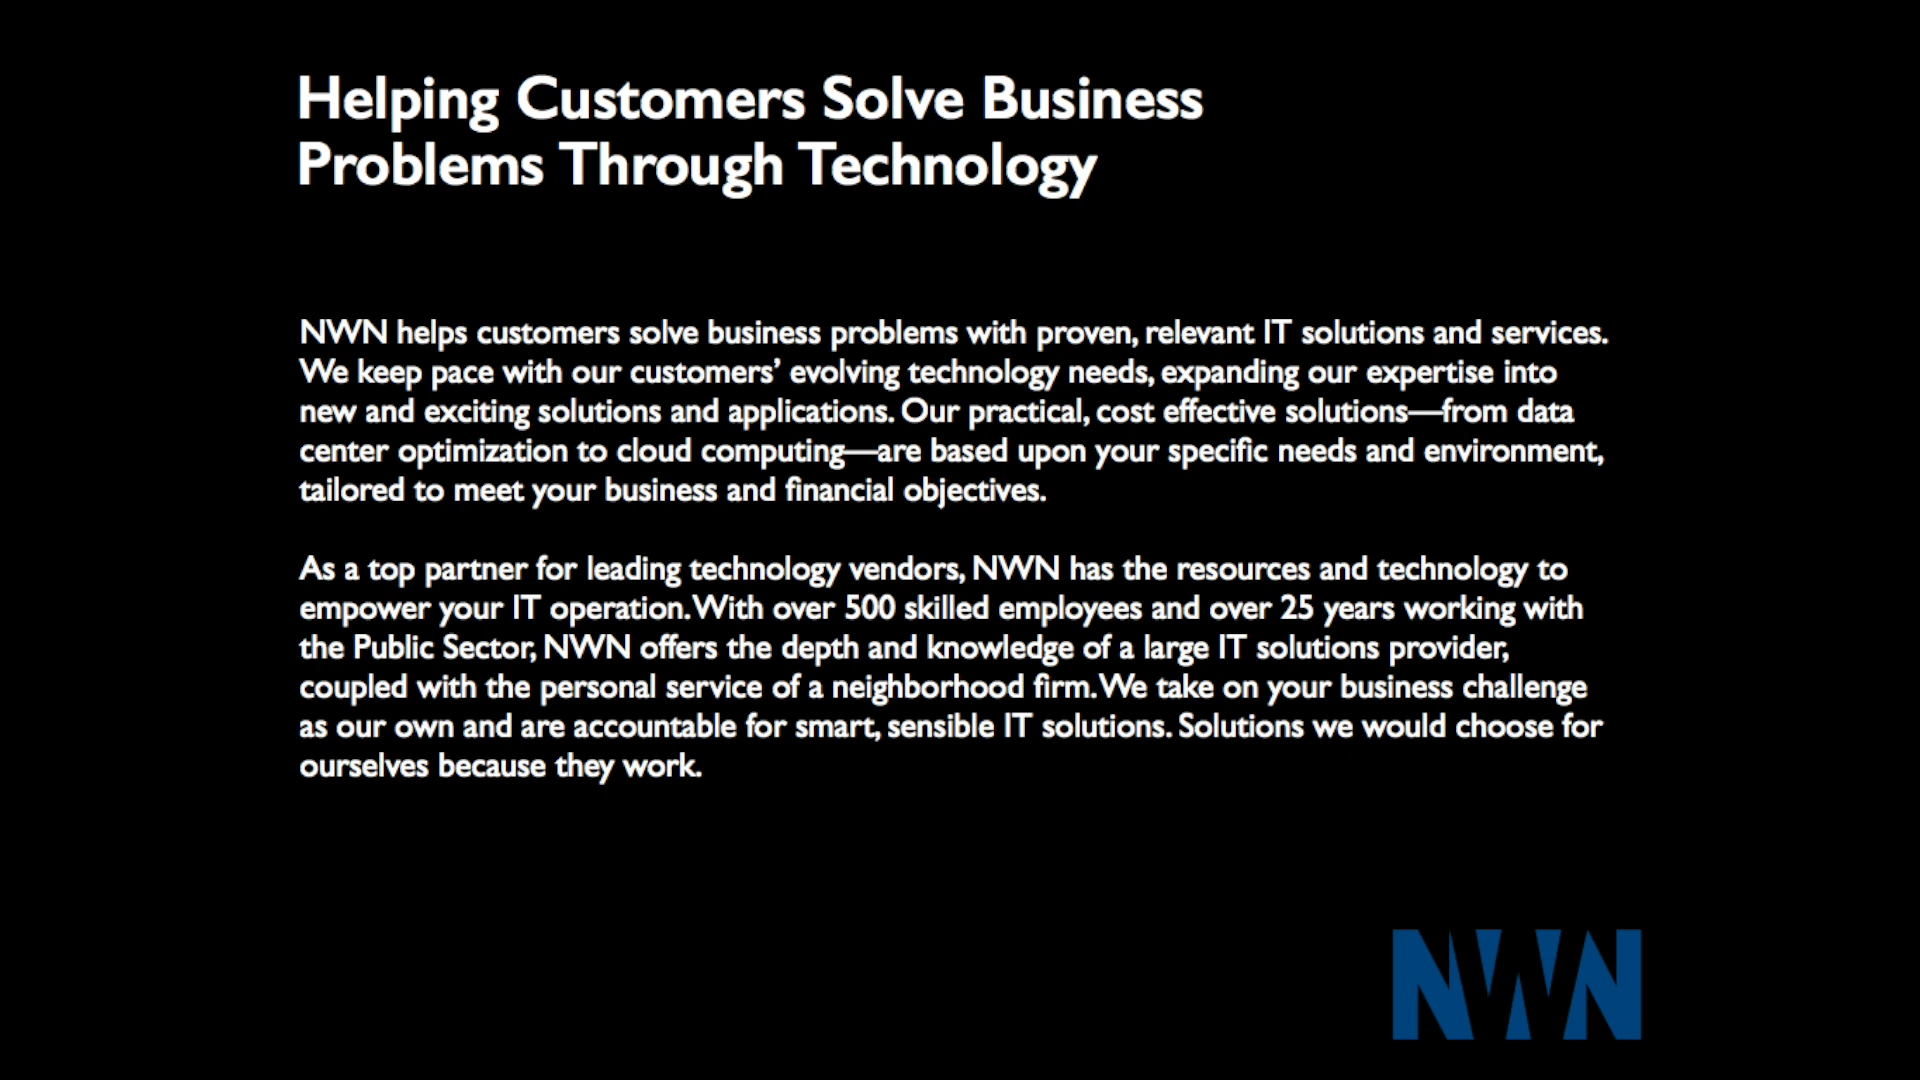 Helping Customers Solve Business
Problems Through Technology
NWN helps customers solve business problems with proven, relevant IT solutions and services.
We keep pace with our customers’ evolving technology needs, expanding our expertise into
new and exciting solutions and applications. Our practical, cost effective solutions—from data
center optimization to cloud computing—are based upon your specific needs and environment,
tailored to meet your business and financial objectives.
As a top partner for leading technology vendors, NWN has the resources and technology to
empower your IT operation. With over 500 skilled employees and over 25 years working with
the Public Sector, NWN offers the depth and knowledge of a large IT solutions provider,
coupled with the personal service of a neighborhood firm. We take on your business challenge
as our own and are accountable for smart, sensible IT solutions. Solutions we would choose for
ourselves because they work.
NWN